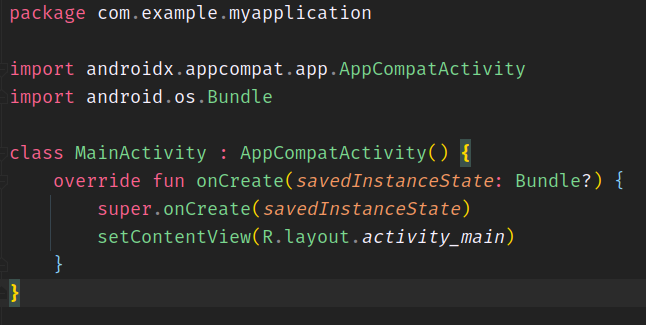 package com.example.myapplication
import androidx.appcompat.app.AppCompatActivity
import android.os.Bundle
class MainActivity : AppCompatActivity() {
override fun onCreate(savedInstanceState: Bundle?) {
super.onCreate(savedInstanceState)
setContentView(R.layout.activity_main)
}
}